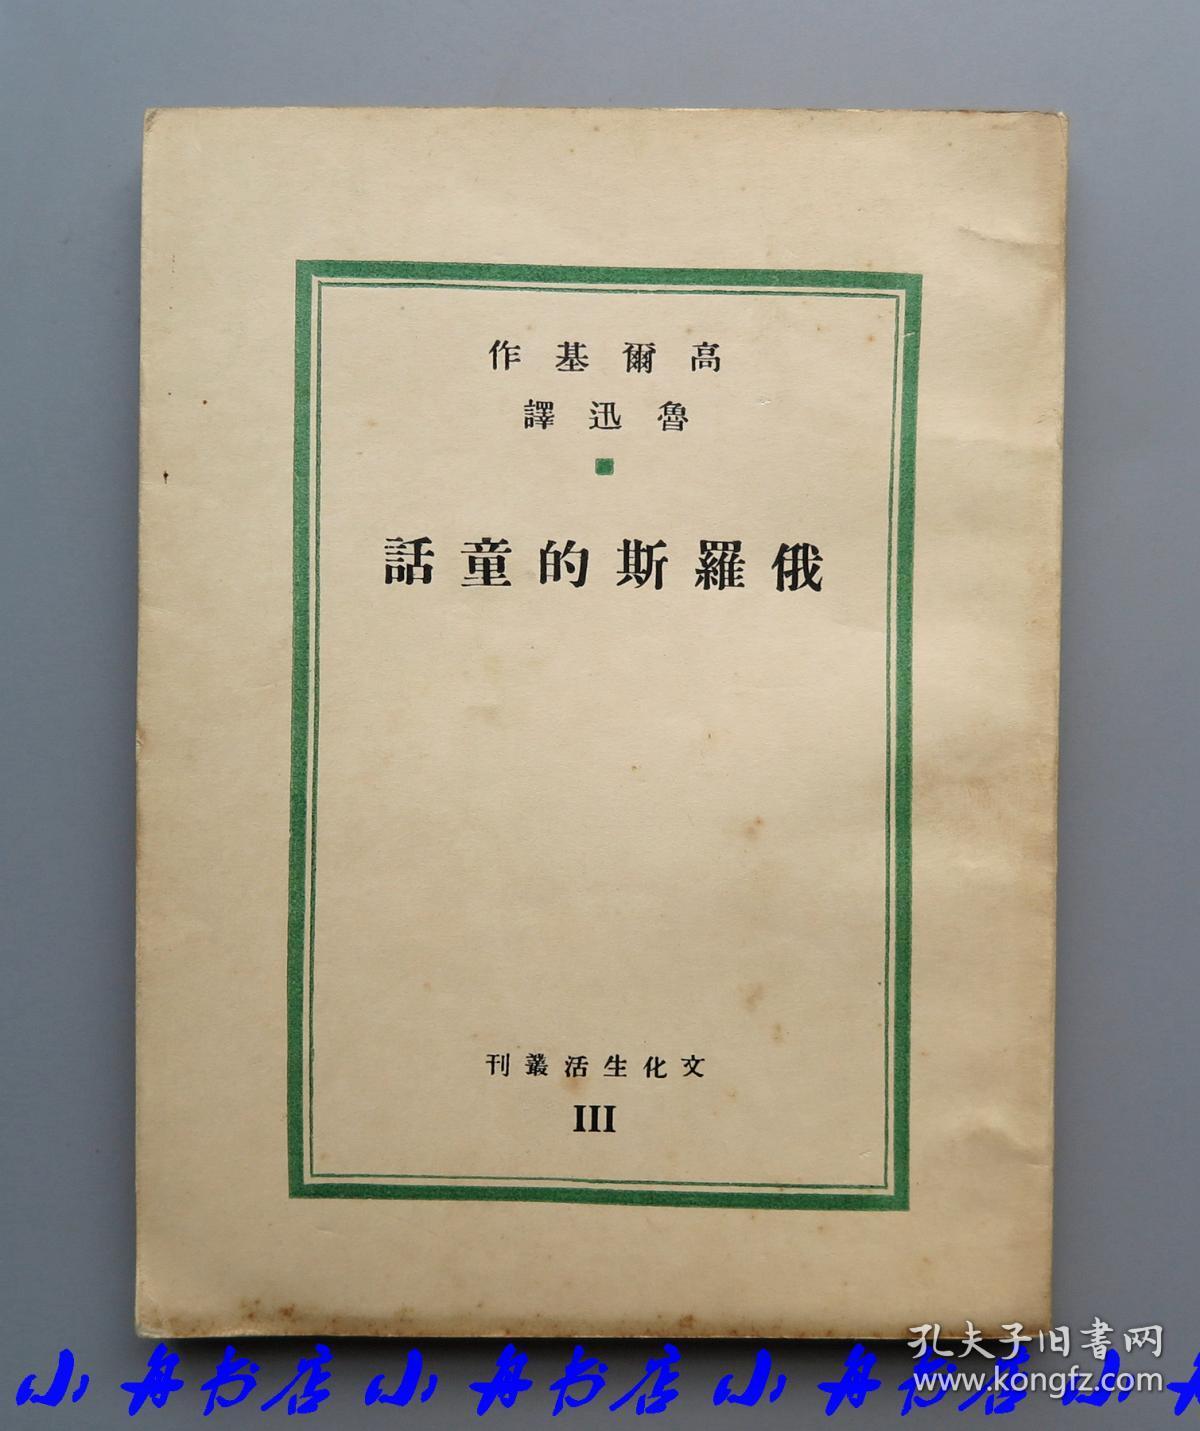 高爾基作
魯迅譯
俄羅斯的童話
文化生活叢刊
III
孔夫子旧書网
www.kongfz.com
小舟书店 小舟书店 小舟书店 小舟